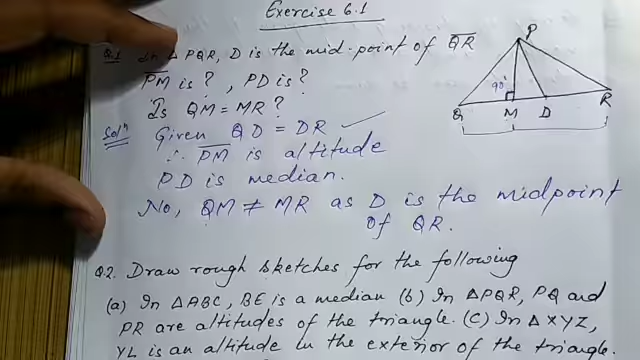 Exercise 6.1
Q.1 In △ PQR, D is the mid-point of QR
PM is ? , PD is ?
Is QM = MR ?
Solⁿ Given QD = DR
∴ PM is altitude
PD is median.
No, QM ≠ MR as D is the midpoint
of QR.
P
90°
Q M D R
Q2. Draw rough sketches for the following
(a) In △ABC, BE is a median (b) In △PQR, PQ and
PR are altitudes of the triangle. (C) In △XYZ,
YL is an altitude in the exterior of the triangle.